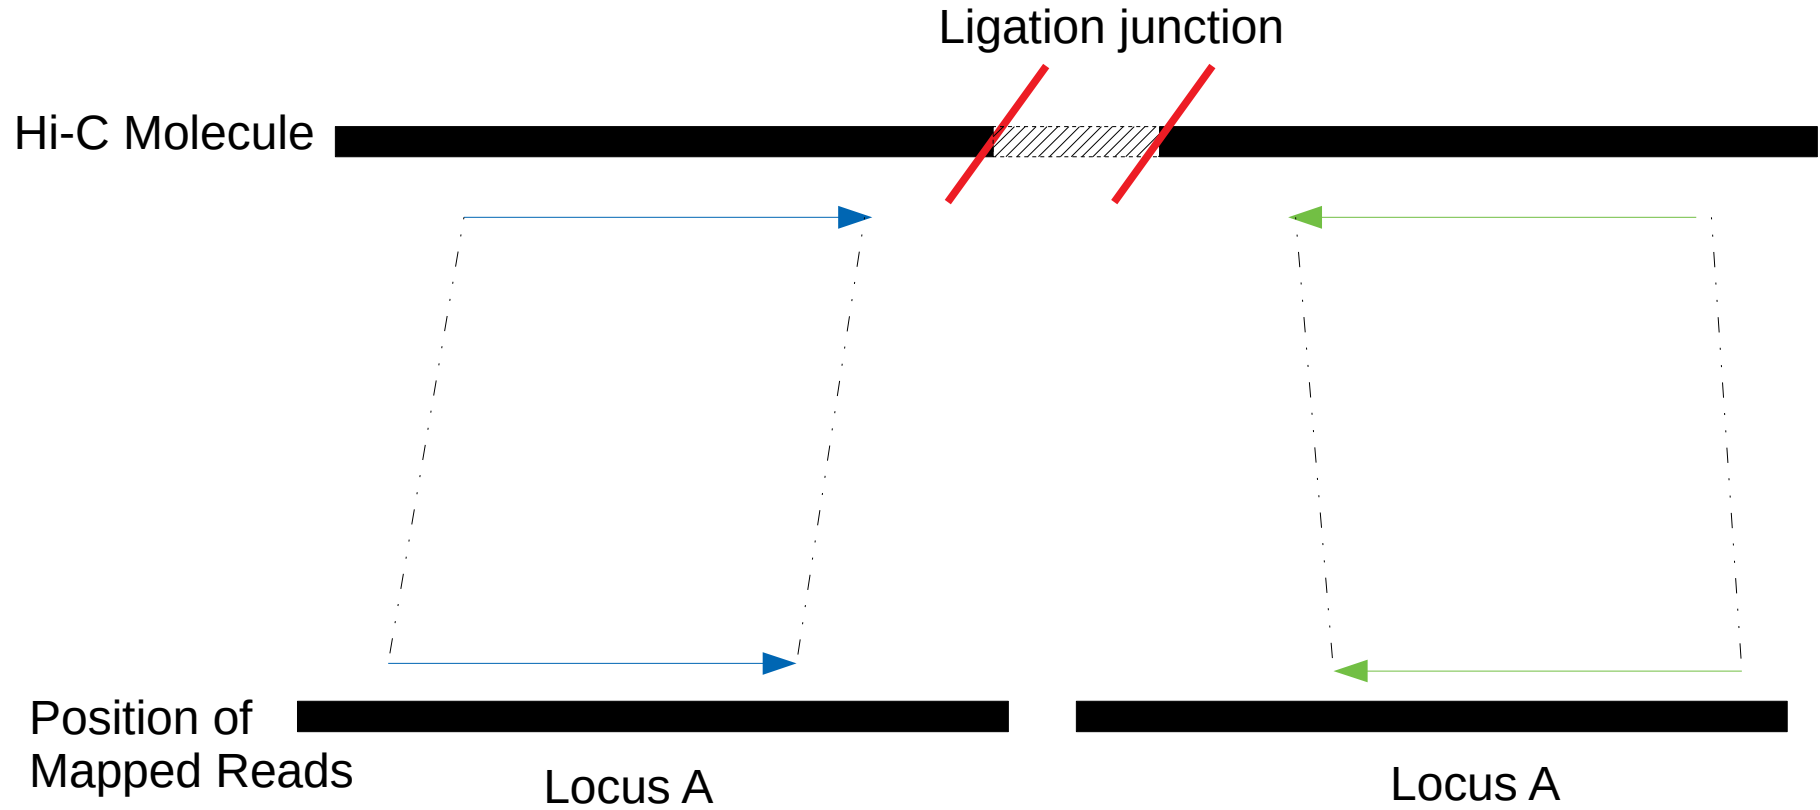 Ligation junction
Hi-C Molecule
Position of
Mapped Reads
Locus A
Locus A